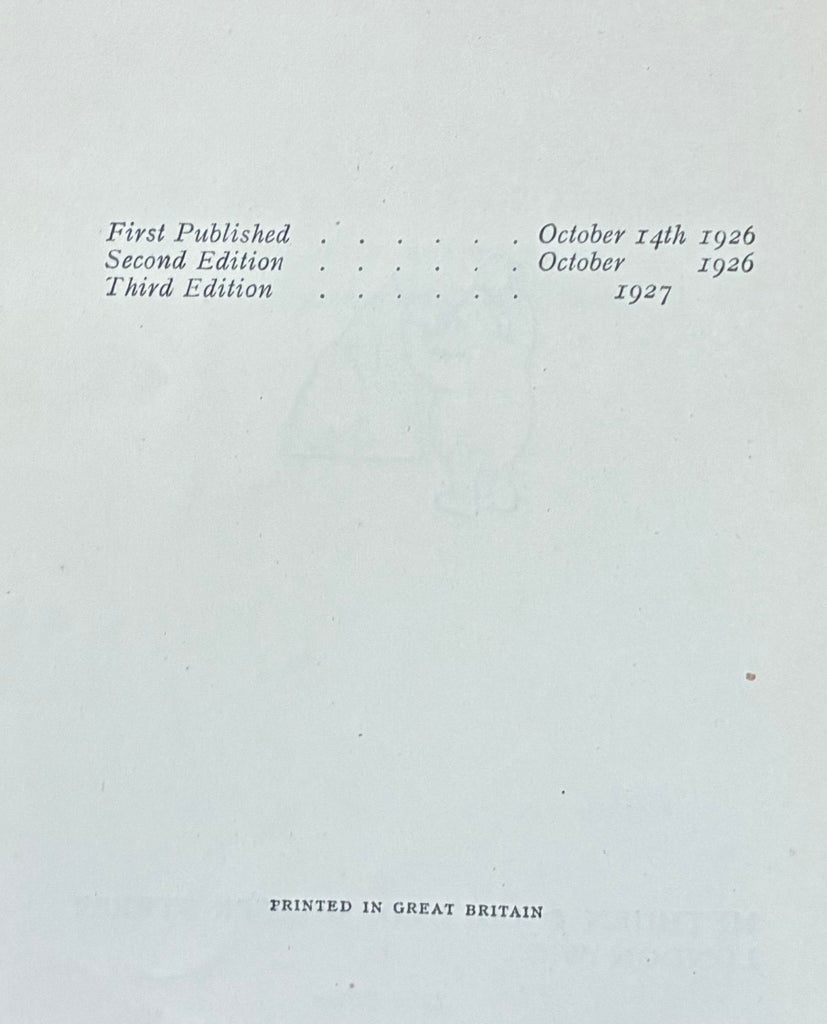 First Published . . . . . . October 14th 1926
Second Edition . . . . . . October 1926
Third Edition . . . . . . 1927
PRINTED IN GREAT BRITAIN